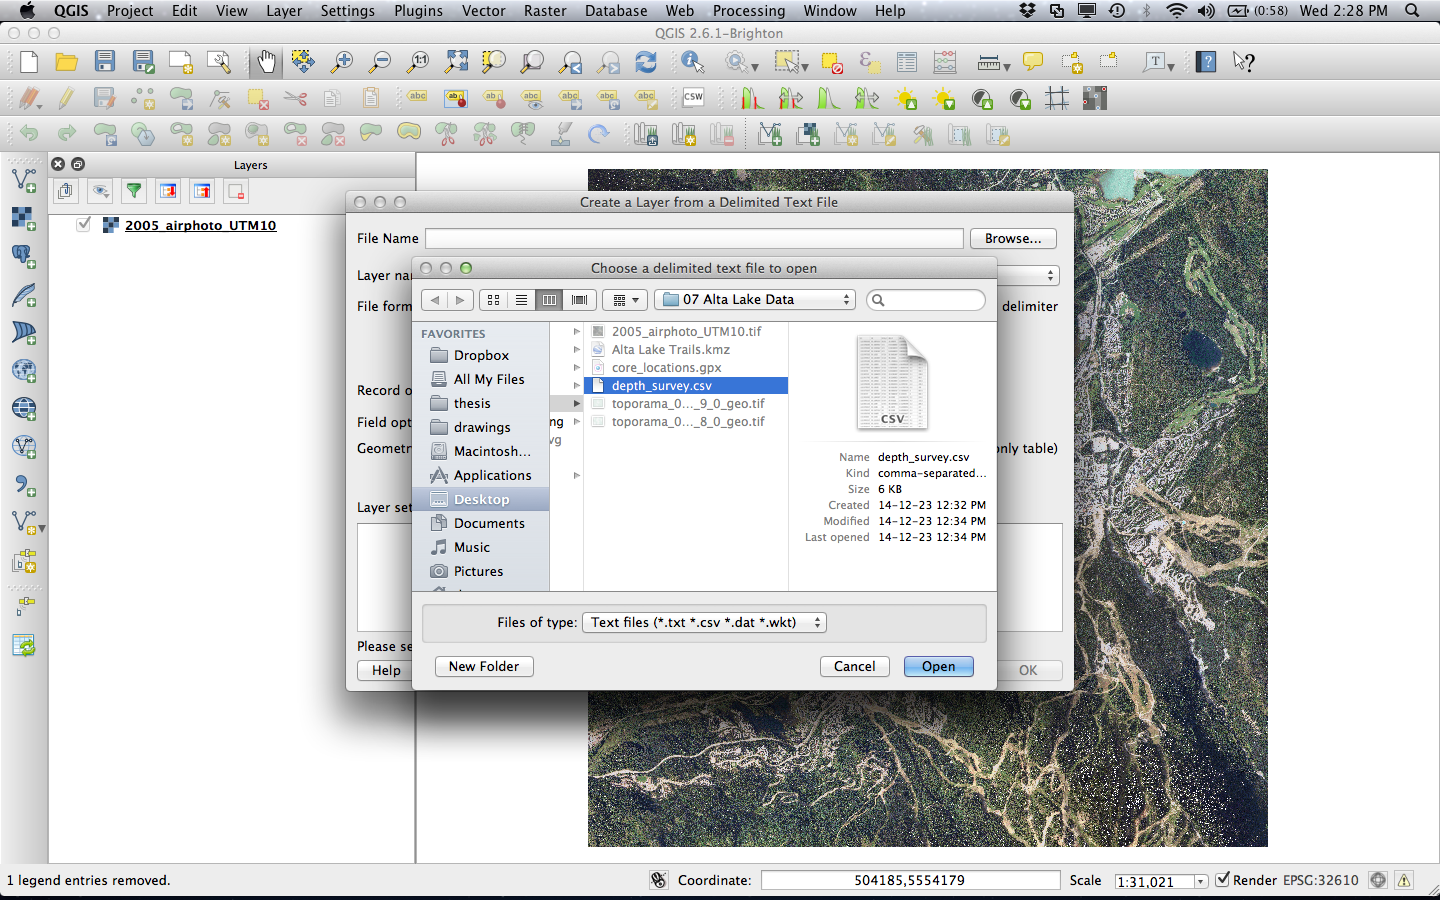 QGIS Project Edit View Layer Settings Plugins Vector Raster Database Web Processing Window Help (0:58) Wed 2:28 PM
QGIS 2.6.1-Brighton
CSW
Layers
2005_airphoto_UTM10
Create a Layer from a Delimited Text File
File Name Browse...
Layer na
File form delimiter
Record o
Field opt
Geometr only table)
Layer set
Please se
Help OK
Choose a delimited text file to open
07 Alta Lake Data
FAVORITES
Dropbox
All My Files
thesis
drawings
Macintosh...
Applications
Desktop
Documents
Music
Pictures
ng
vg
2005_airphoto_UTM10.tif
Alta Lake Trails.kmz
core_locations.gpx
depth_survey.csv
toporama_0..._9_0_geo.tif
toporama_0..._8_0_geo.tif
CSV
Name depth_survey.csv
Kind comma-separated...
Size 6 KB
Created 14-12-23 12:32 PM
Modified 14-12-23 12:34 PM
Last opened 14-12-23 12:34 PM
Files of type: Text files (*.txt *.csv *.dat *.wkt)
New Folder Cancel Open
1 legend entries removed. Coordinate: 504185,5554179 Scale 1:31,021 Render EPSG:32610